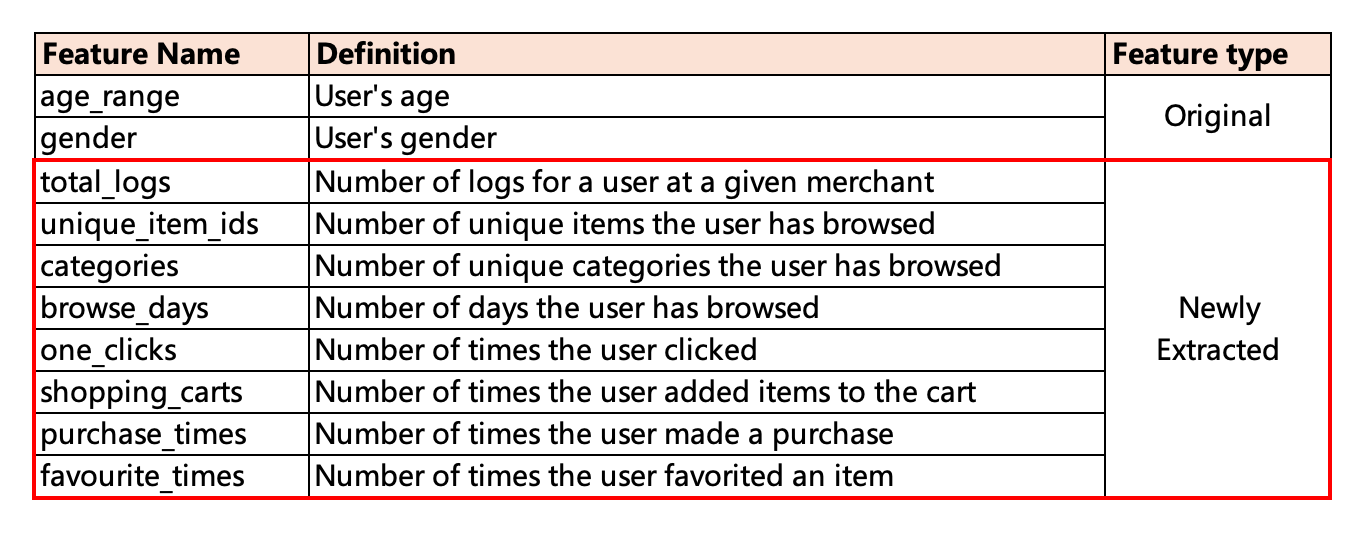 Feature Name Definition Feature type
age_range User's age
Original
gender User's gender
total_logs Number of logs for a user at a given merchant
unique_item_ids Number of unique items the user has browsed
categories Number of unique categories the user has browsed
browse_days Number of days the user has browsed
Newly
one_clicks Number of times the user clicked
Extracted
shopping_carts Number of times the user added items to the cart
purchase_times Number of times the user made a purchase
favourite_times Number of times the user favorited an item